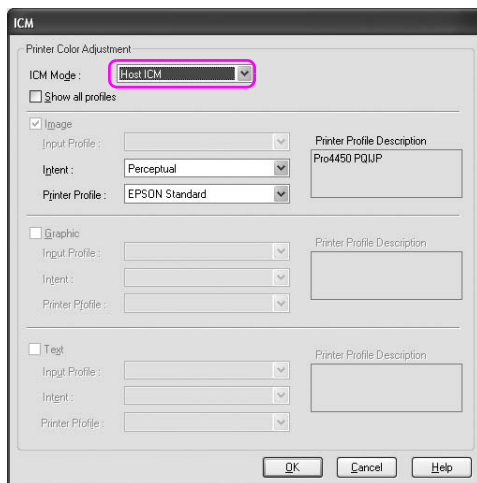 ICM
Printer Color Adjustment
ICM Mode : Host ICM
Show all profiles
Image
Input Profile :
Printer Profile Description
Intent : Perceptual
Pro4450 PQIJP
Printer Profile : EPSON Standard
Graphic
Input Profile :
Printer Profile Description
Intent :
Printer Profile :
Text
Input Profile :
Printer Profile Description
Intent :
Printer Profile :
OK Cancel Help